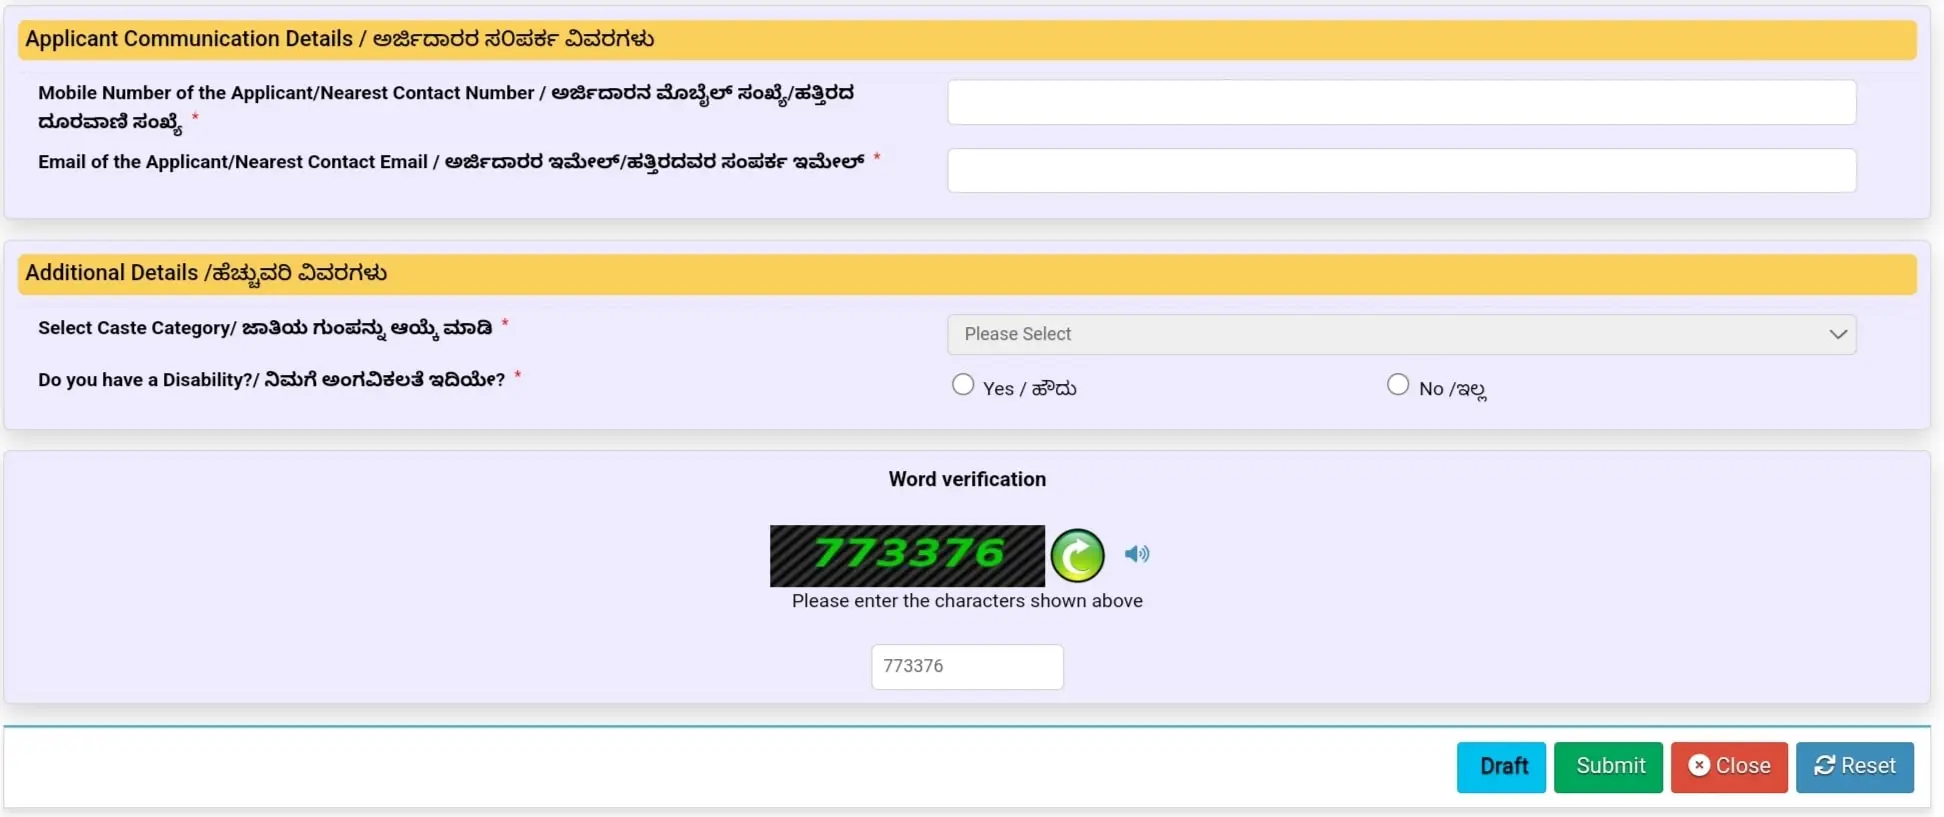 Applicant Communication Details / ಅರ್ಜಿದಾರರ ಸ೦ಪರ್ಕ ವಿವರಗಳು
Mobile Number of the Applicant/Nearest Contact Number / ಅರ್ಜಿದಾರನ ಮೊಬೈಲ್ ಸಂಖ್ಯೆ/ಹತ್ತಿರದ
ದೂರವಾಣಿ ಸಂಖ್ಯೆ *
Email of the Applicant/Nearest Contact Email / ಅರ್ಜಿದಾರರ ಇಮೇಲ್/ಹತ್ತಿರದವರ ಸಂಪರ್ಕ ಇಮೇಲ್ *
Additional Details /ಹೆಚ್ಚುವರಿ ವಿವರಗಳು
Select Caste Category/ ಜಾತಿಯ ಗುಂಪನ್ನು ಆಯ್ಕೆ ಮಾಡಿ *
Please Select
Do you have a Disability?/ ನಿಮಗೆ ಅಂಗವಿಕಲತೆ ಇದಿಯೇ? *
Yes / ಹೌದು
No /ಇಲ್ಲ
Word verification
773376
Please enter the characters shown above
773376
Draft
Submit
Close
Reset